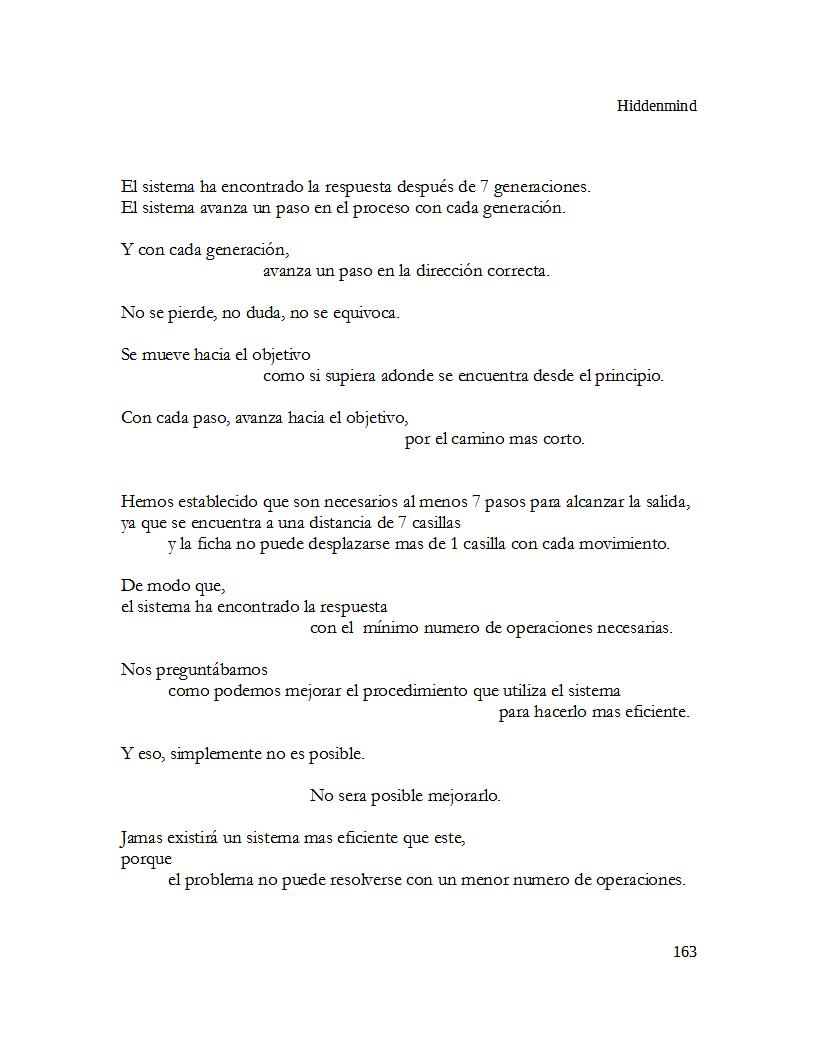 Hiddenmind
El sistema ha encontrado la respuesta después de 7 generaciones.
El sistema avanza un paso en el proceso con cada generación.
Y con cada generación,
avanza un paso en la dirección correcta.
No se pierde, no duda, no se equivoca.
Se mueve hacia el objetivo
como si supiera adonde se encuentra desde el principio.
Con cada paso, avanza hacia el objetivo,
por el camino mas corto.
Hemos establecido que son necesarios al menos 7 pasos para alcanzar la salida,
ya que se encuentra a una distancia de 7 casillas
y la ficha no puede desplazarse mas de 1 casilla con cada movimiento.
De modo que,
el sistema ha encontrado la respuesta
con el  mínimo numero de operaciones necesarias.
Nos preguntábamos
como podemos mejorar el procedimiento que utiliza el sistema
para hacerlo mas eficiente.
Y eso, simplemente no es posible.
No sera posible mejorarlo.
Jamas existirá un sistema mas eficiente que este,
porque
el problema no puede resolverse con un menor numero de operaciones.
163